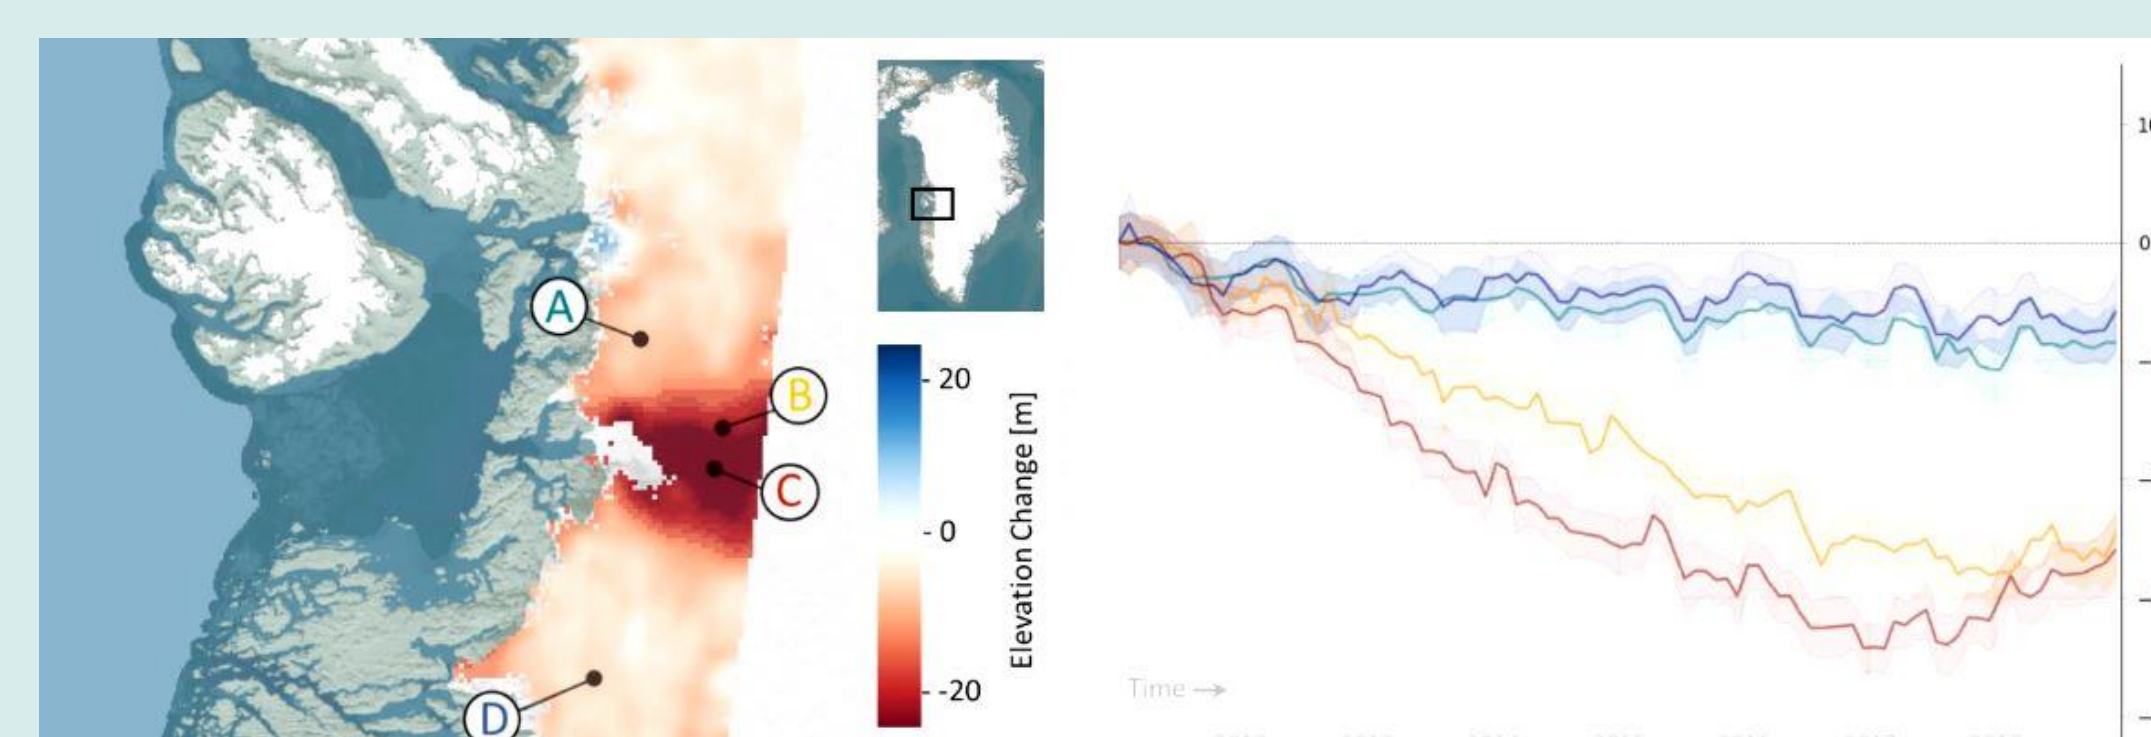 A
B
C
D
- 20
- 0
- -20
Elevation Change [m]
0
Time →